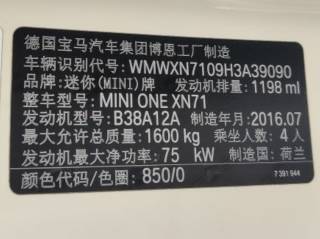 德国宝马汽车集团博恩工厂制造
车辆识别代号: WMWXN7109H3A39090
品牌: 迷你(MINI)牌 发动机排量: 1198 ml
整车型号: MINI ONE XN71
发动机型号: B38A12A 制造年月: 2016.07
最大允许总质量: 1600 kg 乘坐人数: 4 人
发动机最大净功率: 75 kW 制造国: 荷兰
颜色代码/色圈: 850/0 7 391 944